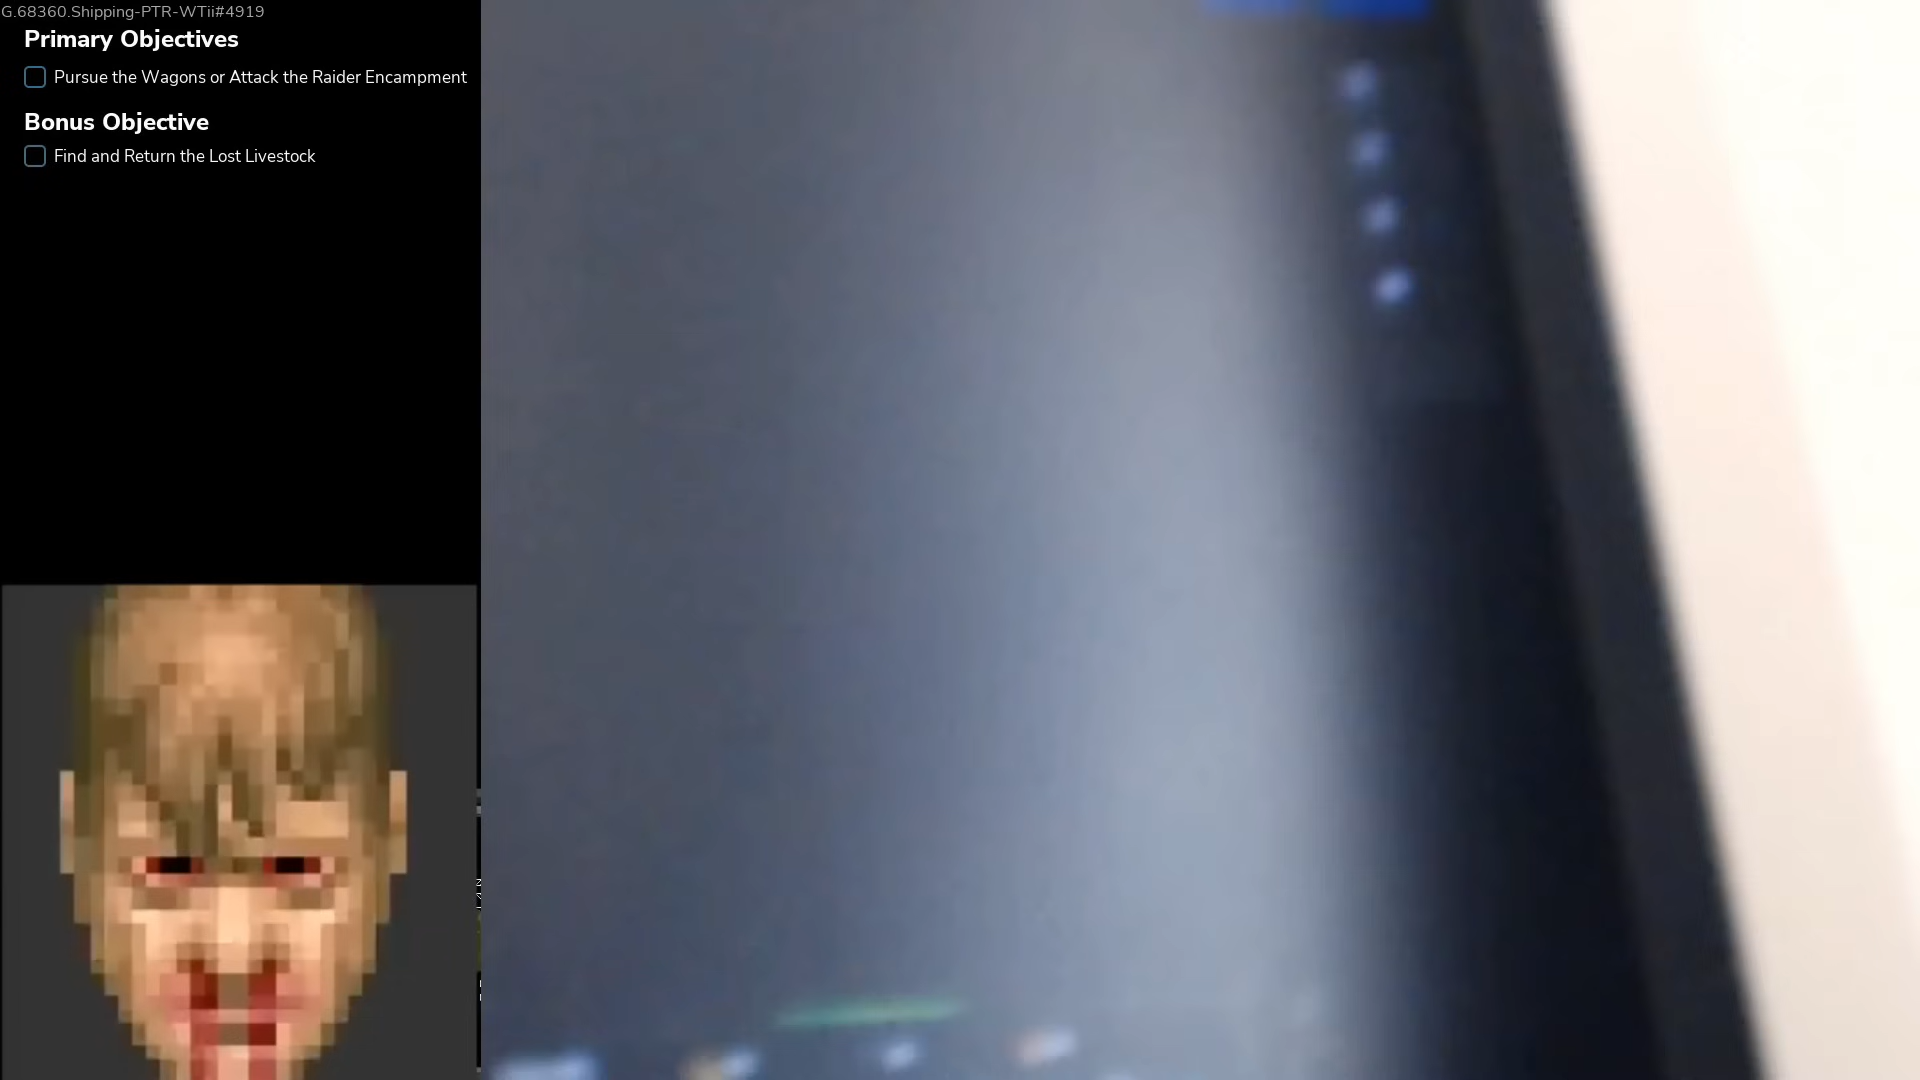 G.68360.Shipping-PTR-WTii#4919
Primary Objectives
Pursue the Wagons or Attack the Raider Encampment
Bonus Objective
Find and Return the Lost Livestock